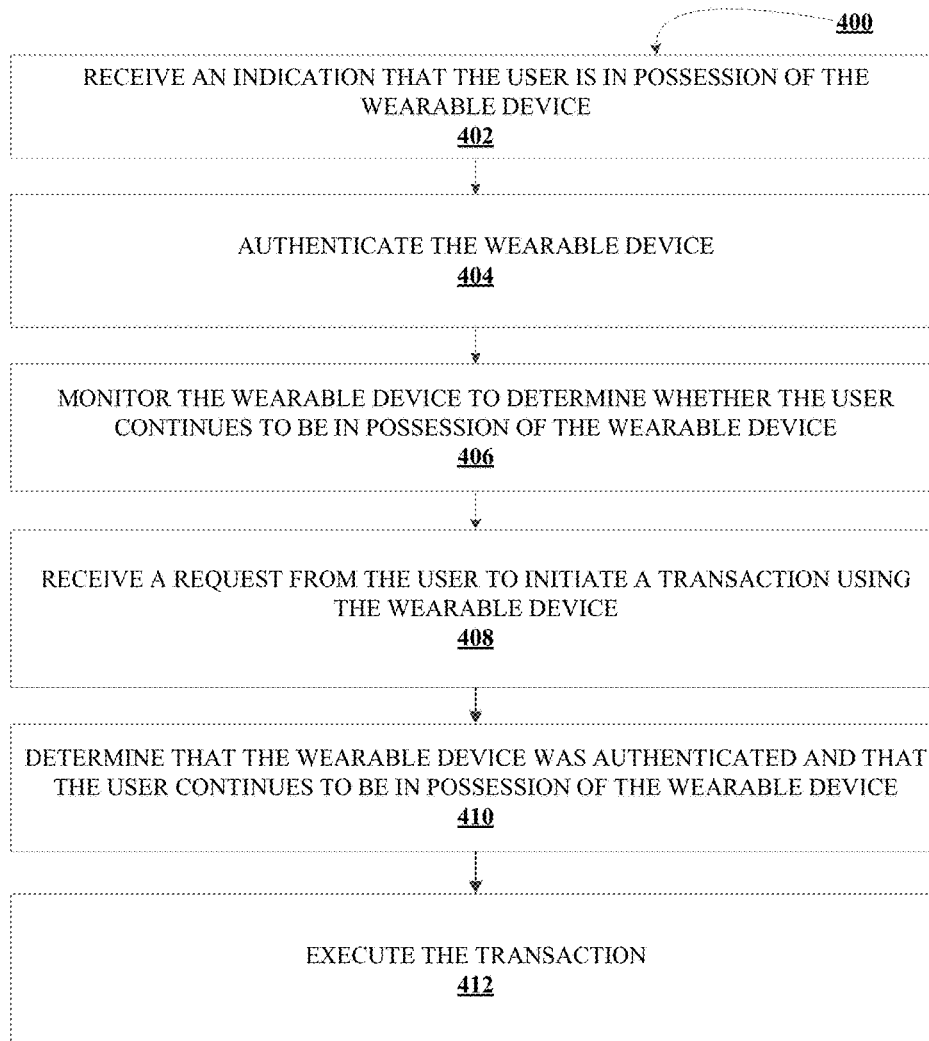 400
RECEIVE AN INDICATION THAT THE USER IS IN POSSESSION OF THE
WEARABLE DEVICE
402
AUTHENTICATE THE WEARABLE DEVICE
404
MONITOR THE WEARABLE DEVICE TO DETERMINE WHETHER THE USER
CONTINUES TO BE IN POSSESSION OF THE WEARABLE DEVICE
406
RECEIVE A REQUEST FROM THE USER TO INITIATE A TRANSACTION USING
THE WEARABLE DEVICE
408
DETERMINE THAT THE WEARABLE DEVICE WAS AUTHENTICATED AND THAT
THE USER CONTINUES TO BE IN POSSESSION OF THE WEARABLE DEVICE
410
EXECUTE THE TRANSACTION
412